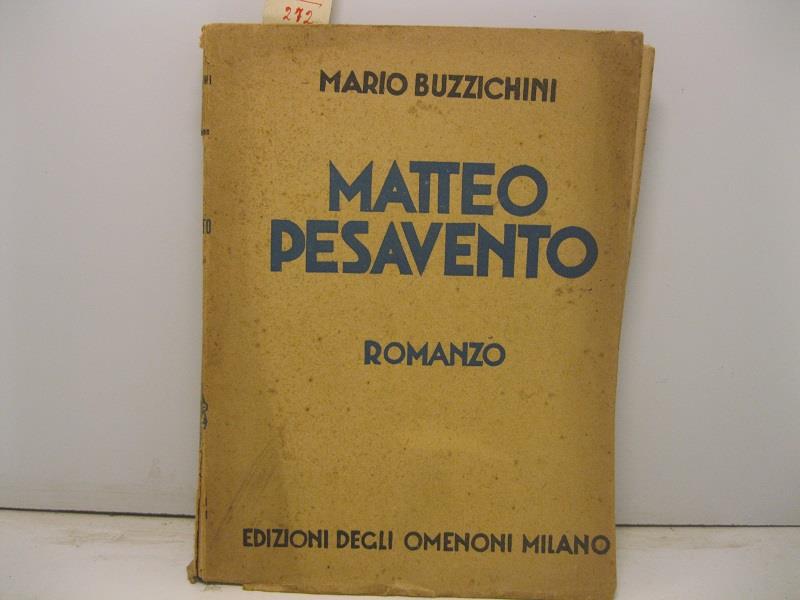 272
MARIO BUZZICHINI
MATTEO
PESAVENTO
ROMANZO
EDIZIONI DEGLI OMENONI MILANO